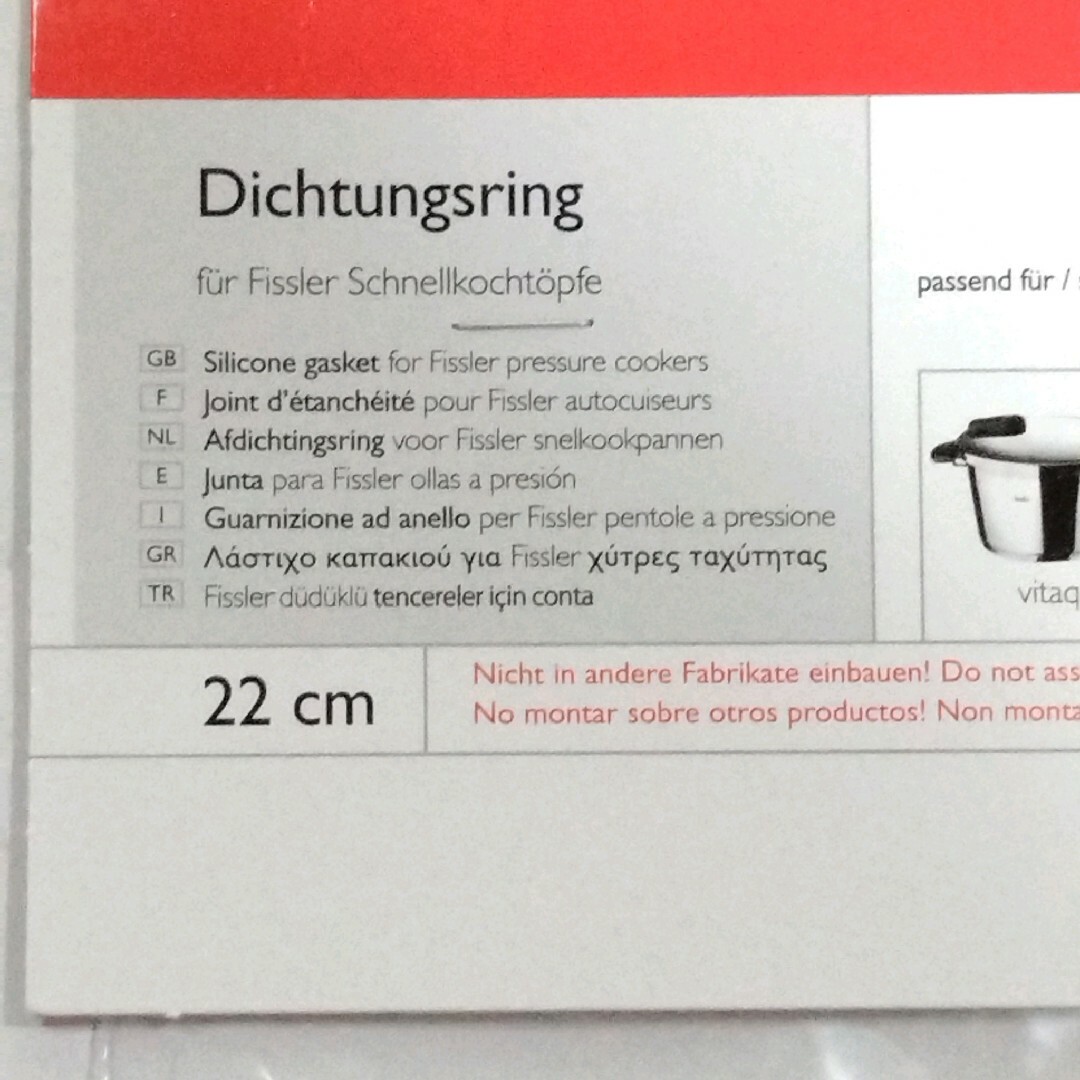 Dichtungsring
für Fissler Schnellkochtöpfe
GB Silicone gasket for Fissler pressure cookers
F Joint d'étanchéité pour Fissler autocuiseurs
NL Afdichtingsring voor Fissler snelkookpannen
E Junta para Fissler ollas a presión
I Guarnizione ad anello per Fissler pentole a pressione
GR Λάστιχο καπακιού για Fissler χύτρες ταχύτητας
TR Fissler düdüklü tencereler için conta
passend für /
vitaq
22 cm
Nicht in andere Fabrikate einbauen! Do not ass
No montar sobre otros productos! Non monta